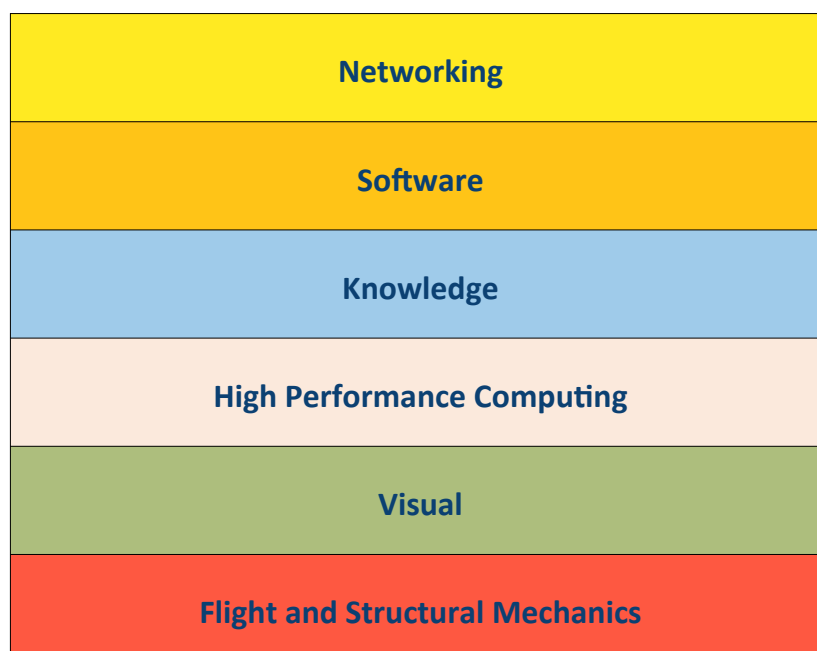 Networking
Software
Knowledge
High Performance Computing
Visual
Flight and Structural Mechanics